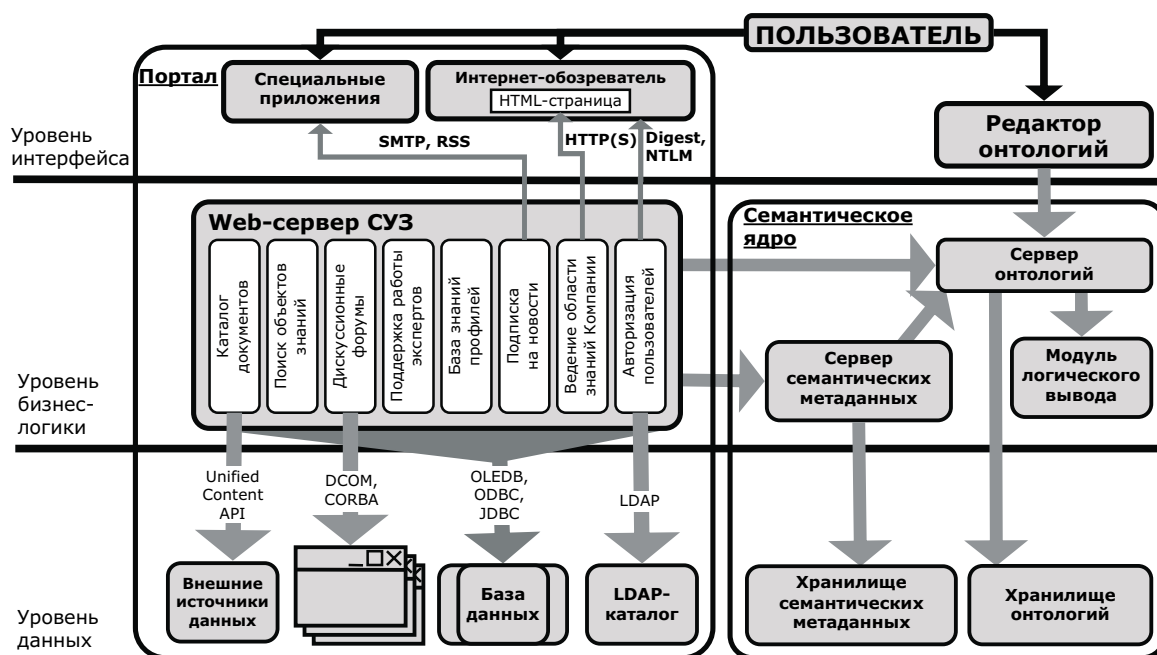 ПОЛЬЗОВАТЕЛЬ
Портал
Специальные
приложения
Интернет-обозреватель
HTML-страница
Редактор
онтологий
Уровень
интерфейса
SMTP, RSS
HTTP(S)
Digest,
NTLM
Web-сервер СУЗ
Каталог
документов
Поиск объектов
знаний
Дискуссионные
форумы
Поддержка работы
экспертов
База знаний
профилей
Подписка
на новости
Ведение области
знаний Компании
Авторизация
пользователей
Семантическое
ядро
Сервер
онтологий
Сервер
семантических
метаданных
Модуль
логического
вывода
Уровень
бизнес-
логики
Unified
Content
API
DCOM,
CORBA
OLEDB,
ODBC,
JDBC
LDAP
Внешние
источники
данных
База
данных
LDAP-
каталог
Хранилище
семантических
метаданных
Хранилище
онтологий
Уровень
данных